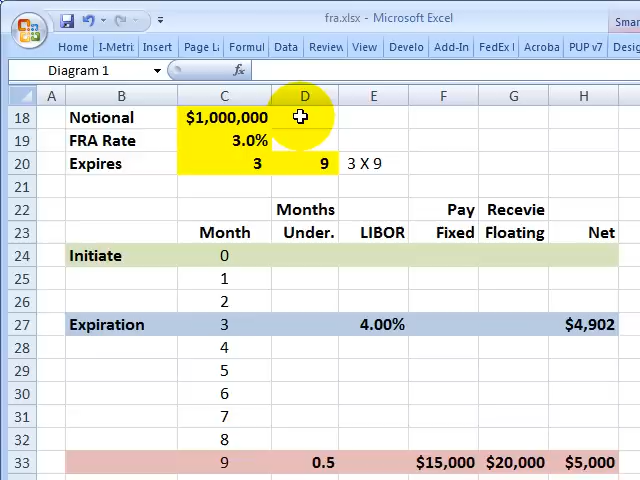 fra.xlsx - Microsoft Excel
Smar
Home I-Metri Insert Page La Formul Data Review View Develo Add-In FedEx Acroba PUP v7 Desig
Diagram 1 fx
A B C D E F G H
18 Notional $1,000,000
19 FRA Rate 3.0%
20 Expires 3 9 3 X 9
21
22 Months Pay Recevie
23 Month Under. LIBOR Fixed Floating Net
24 Initiate 0
25 1
26 2
27 Expiration 3 4.00% $4,902
28 4
29 5
30 6
31 7
32 8
33 9 0.5 $15,000 $20,000 $5,000